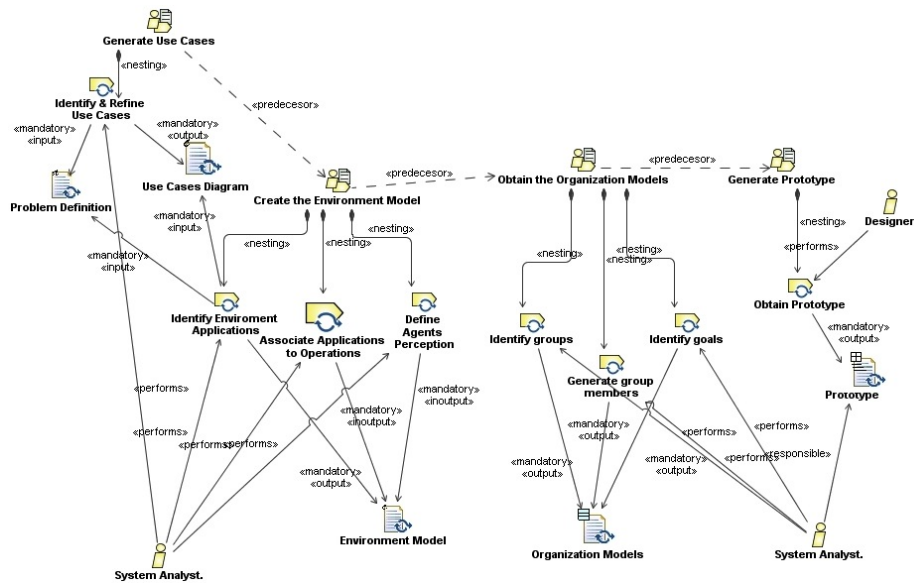 Generate Use Cases
«nesting»
Identify & Refine
Use Cases
«predecesor»
«mandatory»
«input»
«mandatory»
«output»
Problem Definition
Use Cases Diagram
Create the Environment Model
«predecesor»
Obtain the Organization Models
«predecesor»
Generate Prototype
Designer
«mandatory»
«input»
«mandatory»
«input»
«nesting»
«nesting»
«nesting»
«nesting»
«nesting»
«nesting»
«nesting»
«performs»
Identify Enviroment
Applications
Associate Applications
to Operations
Define
Agents
Perception
Identify groups
Generate group
members
Identify goals
Obtain Prototype
«mandatory»
«output»
Prototype
«performs»
«performs»
«performs»
«performs»
«mandatory»
«inoutput»
«mandatory»
«inoutput»
«mandatory»
«output»
«mandatory»
«output»
«mandatory»
«output»
«mandatory»
«output»
«performs»
«performs»
«responsible»
Environment Model
Organization Models
System Analyst.
System Analyst.